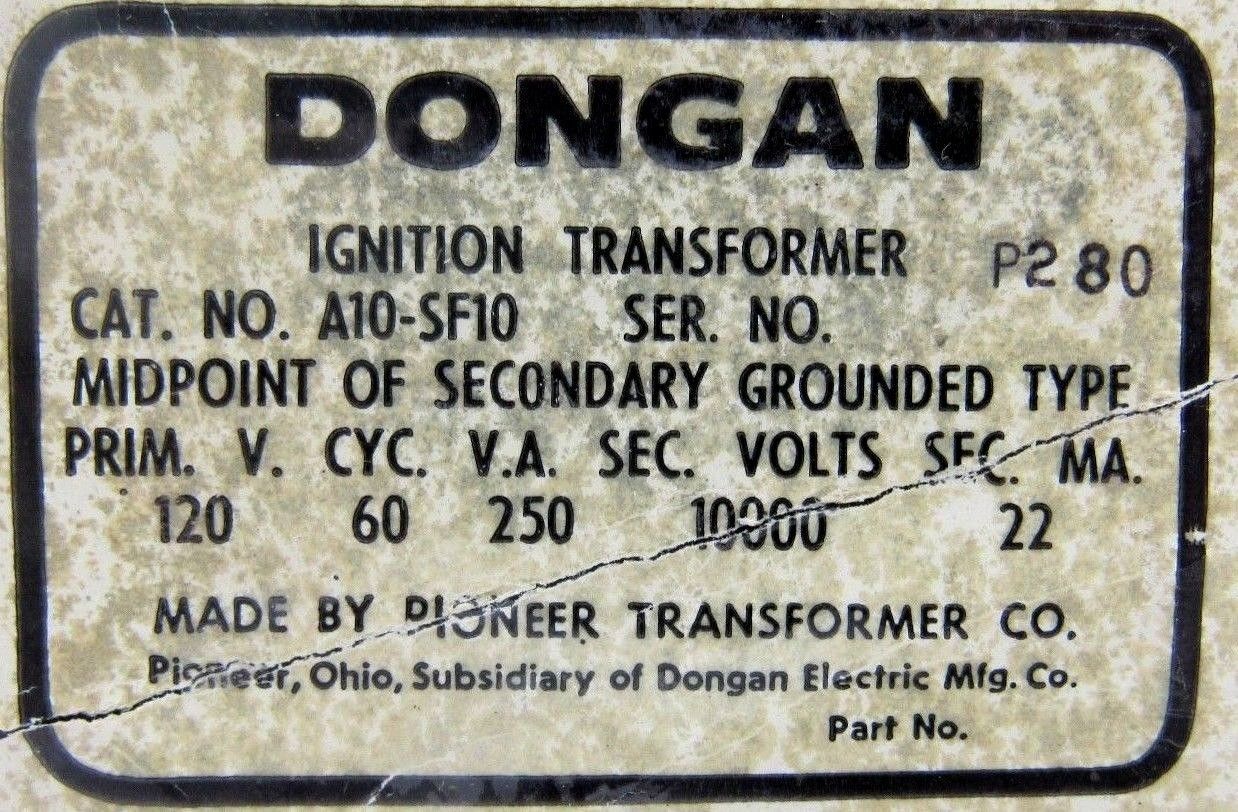 DONGAN
IGNITION TRANSFORMER P280
CAT. NO. A10-SF10 SER. NO.
MIDPOINT OF SECONDARY GROUNDED TYPE
PRIM. V. CYC. V.A. SEC. VOLTS SEC. MA.
120 60 250 10000 22
MADE BY PIONEER TRANSFORMER CO.
Pioneer, Ohio, Subsidiary of Dongan Electric Mfg. Co.
Part No.